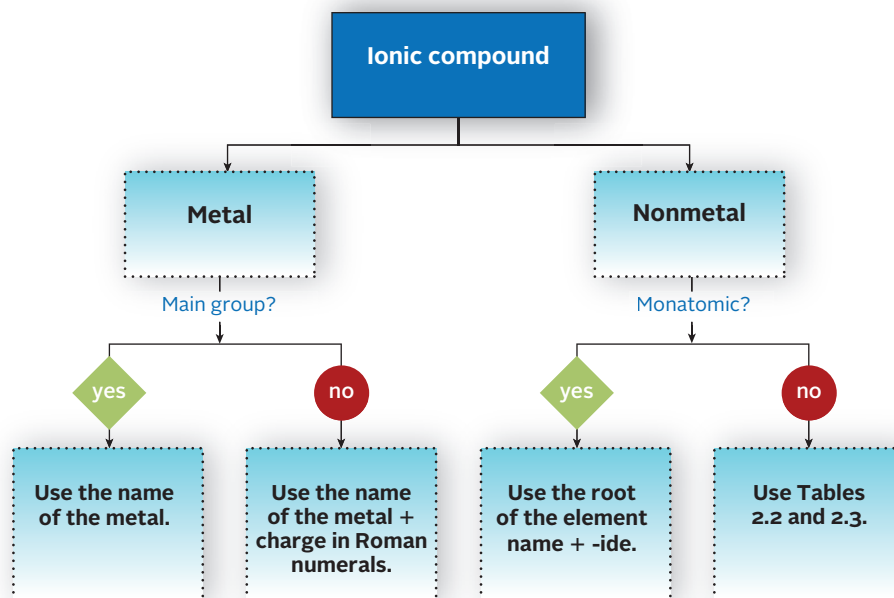 Ionic compound
Metal
Nonmetal
Main group?
Monatomic?
yes
no
yes
no
Use the name
of the metal.
Use the name
of the metal +
charge in Roman
numerals.
Use the root
of the element
name + -ide.
Use Tables
2.2 and 2.3.